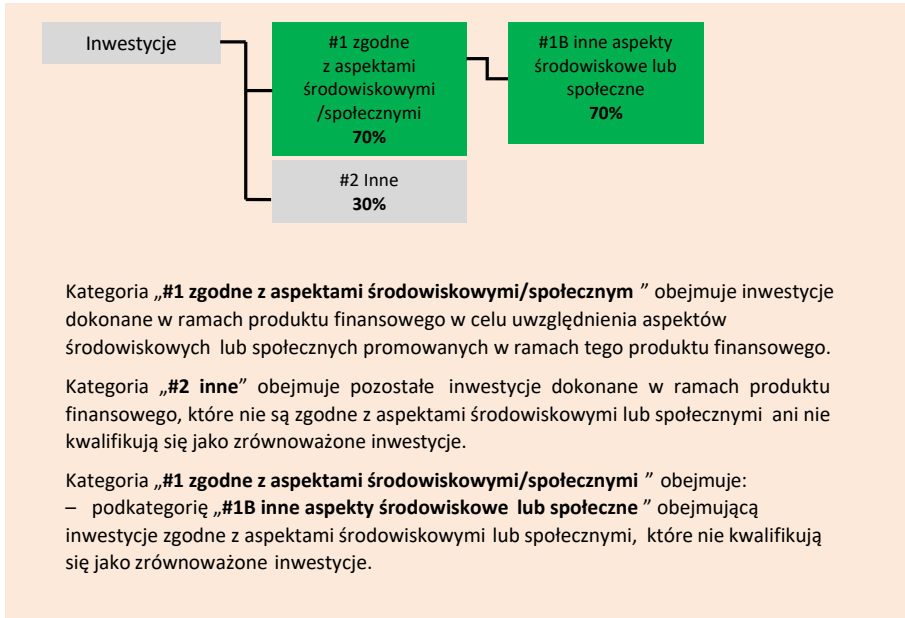 Inwestycje
#1 zgodne
z aspektami
środowiskowymi
/społecznymi
70%
#1B inne aspekty
środowiskowe lub
społeczne
70%
#2 Inne
30%
Kategoria „#1 zgodne z aspektami środowiskowymi/społecznym ” obejmuje inwestycje
dokonane w ramach produktu finansowego w celu uwzględnienia aspektów
środowiskowych lub społecznych promowanych w ramach tego produktu finansowego.
Kategoria „#2 inne” obejmuje pozostałe inwestycje dokonane w ramach produktu
finansowego, które nie są zgodne z aspektami środowiskowymi lub społecznymi ani nie
kwalifikują się jako zrównoważone inwestycje.
Kategoria „#1 zgodne z aspektami środowiskowymi/społecznymi ” obejmuje:
– podkategorię „#1B inne aspekty środowiskowe lub społeczne ” obejmującą
inwestycje zgodne z aspektami środowiskowymi lub społecznymi, które nie kwalifikują
się jako zrównoważone inwestycje.